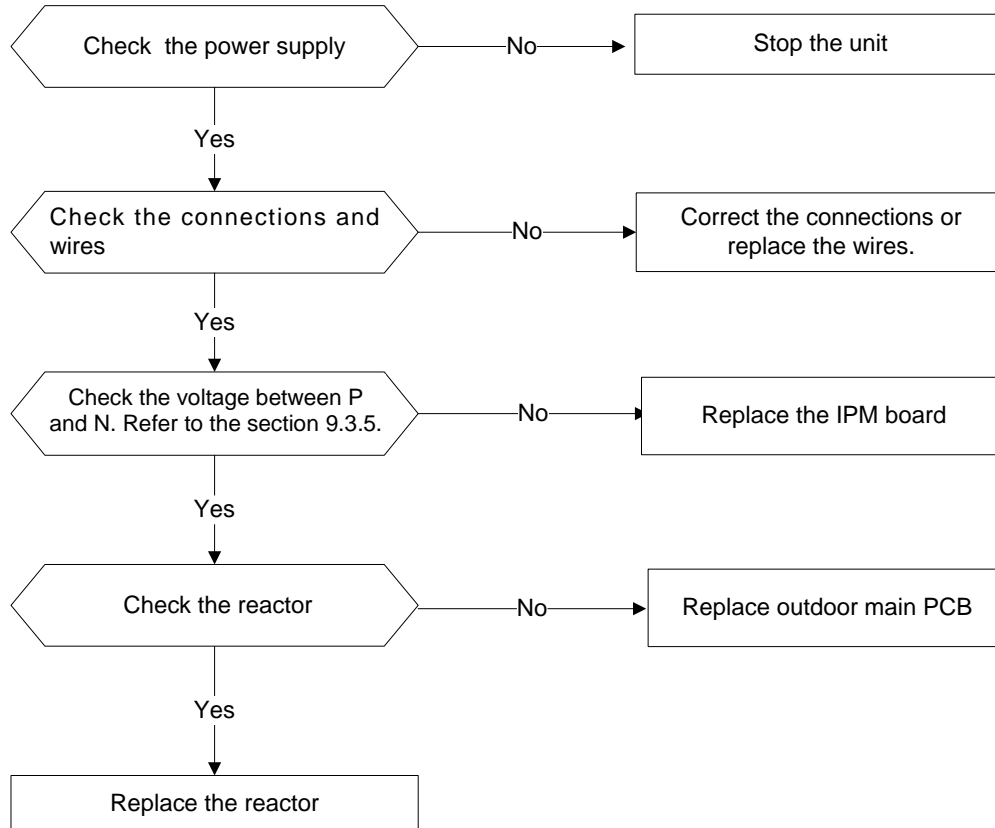 Check the power supply
No
Stop the unit
Yes
Check the connections and
wires
No
Correct the connections or
replace the wires.
Yes
Check the voltage between P
and N. Refer to the section 9.3.5.
No
Replace the IPM board
Yes
Check the reactor
No
Replace outdoor main PCB
Yes
Replace the reactor